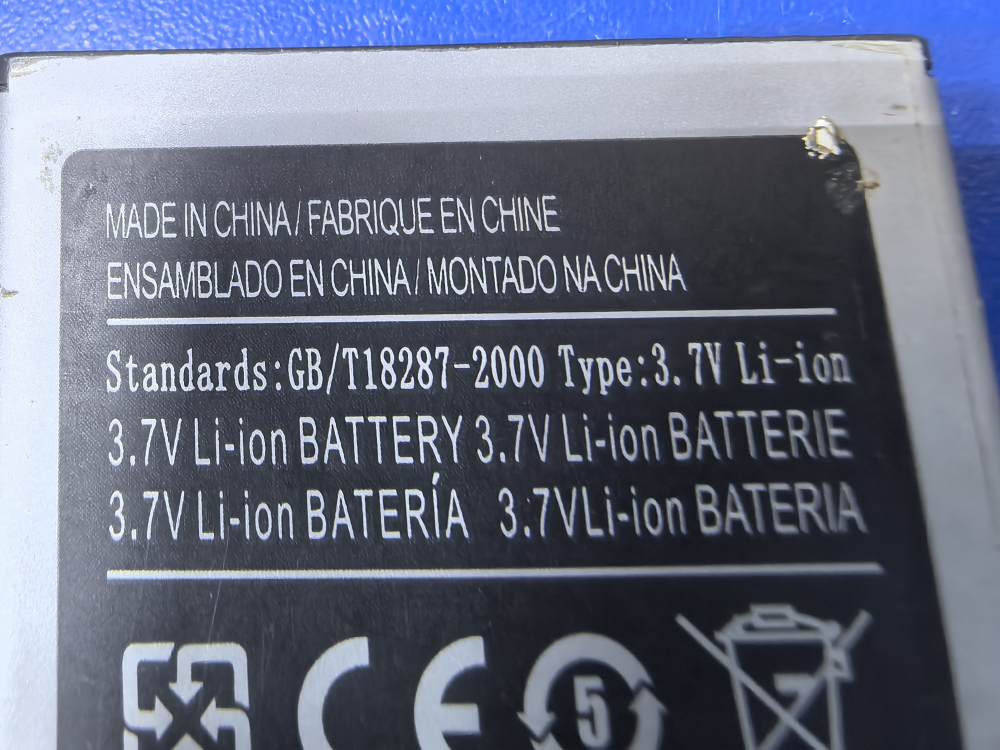 MADE IN CHINA / FABRIQUE EN CHINE
ENSAMBLADO EN CHINA / MONTADO NA CHINA
Standards:GB/T18287-2000 Type:3.7V Li-ion
3.7V Li-ion BATTERY 3.7V Li-ion BATTERIE
3.7V Li-ion BATERÍA 3.7VLi-ion BATERIA
CE 5